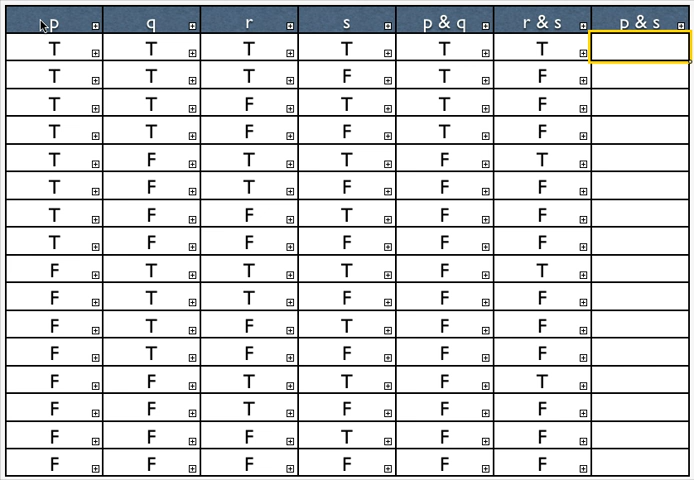 p q r s p & q r & s p & s
T T T T T T
T T T F T F
T T F T T F
T T F F T F
T F T T F T
T F T F F F
T F F T F F
T F F F F F
F T T T F T
F T T F F F
F T F T F F
F T F F F F
F F T T F T
F F T F F F
F F F T F F
F F F F F F